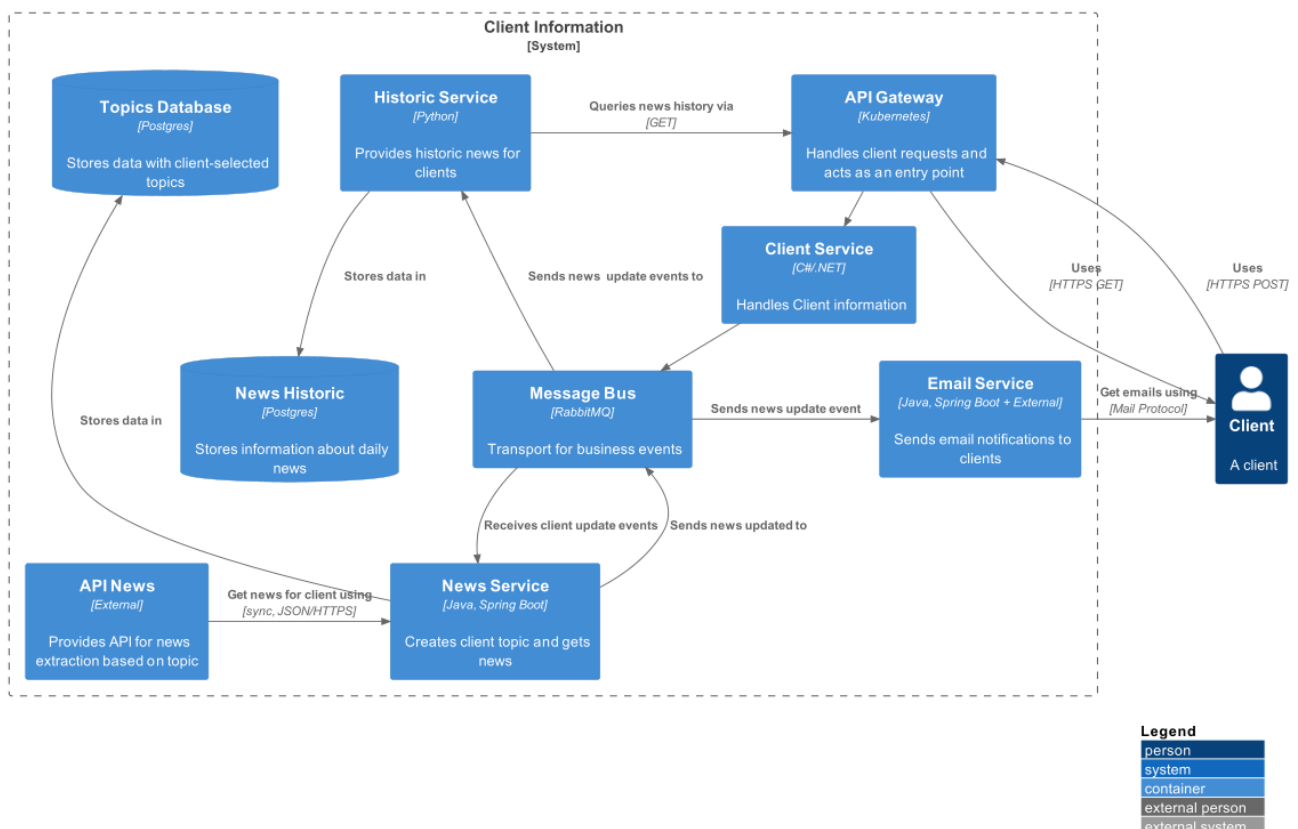 Client Information
[System]
Topics Database
[Postgres]
Stores data with client-selected
topics
Historic Service
[Python]
Provides historic news for
clients
Queries news history via
[GET]
API Gateway
[Kubernetes]
Handles client requests and
acts as an entry point
Client Service
[C#/.NET]
Handles Client information
Stores data in
Sends news  update events to
Uses
[HTTPS GET]
Uses
[HTTPS POST]
News Historic
[Postgres]
Stores information about daily
news
Message Bus
[RabbitMQ]
Transport for business events
Sends news update event
Email Service
[Java, Spring Boot + External]
Sends email notifications to
clients
Get emails using
[Mail Protocol]
Client
A client
Stores data in
Receives client update events
Sends news updated to
API News
[External]
Provides API for news
extraction based on topic
Get news for client using
[sync, JSON/HTTPS]
News Service
[Java, Spring Boot]
Creates client topic and gets
news
Legend
person
system
container
external person
external system